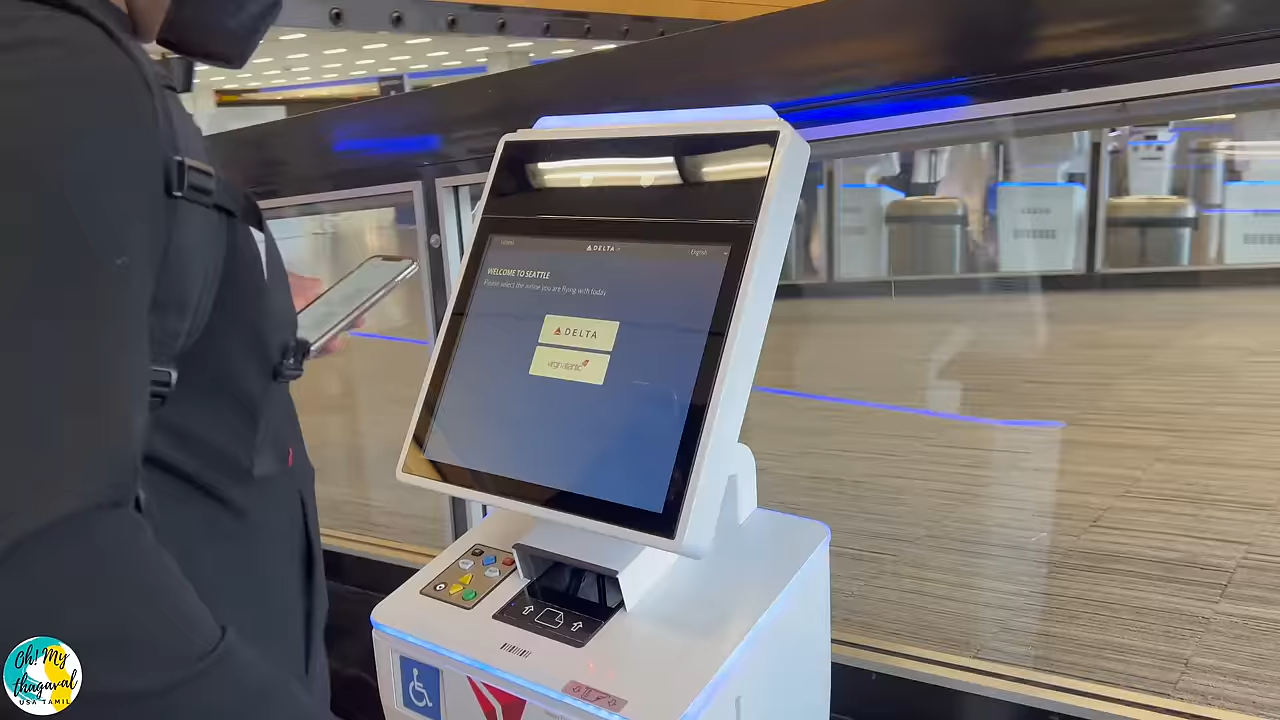 DELTA
English
WELCOME TO SEATTLE
Please select the airline you are flying with today.
DELTA
virgin atlantic
Oh! My
thagaval
USA TAMIL